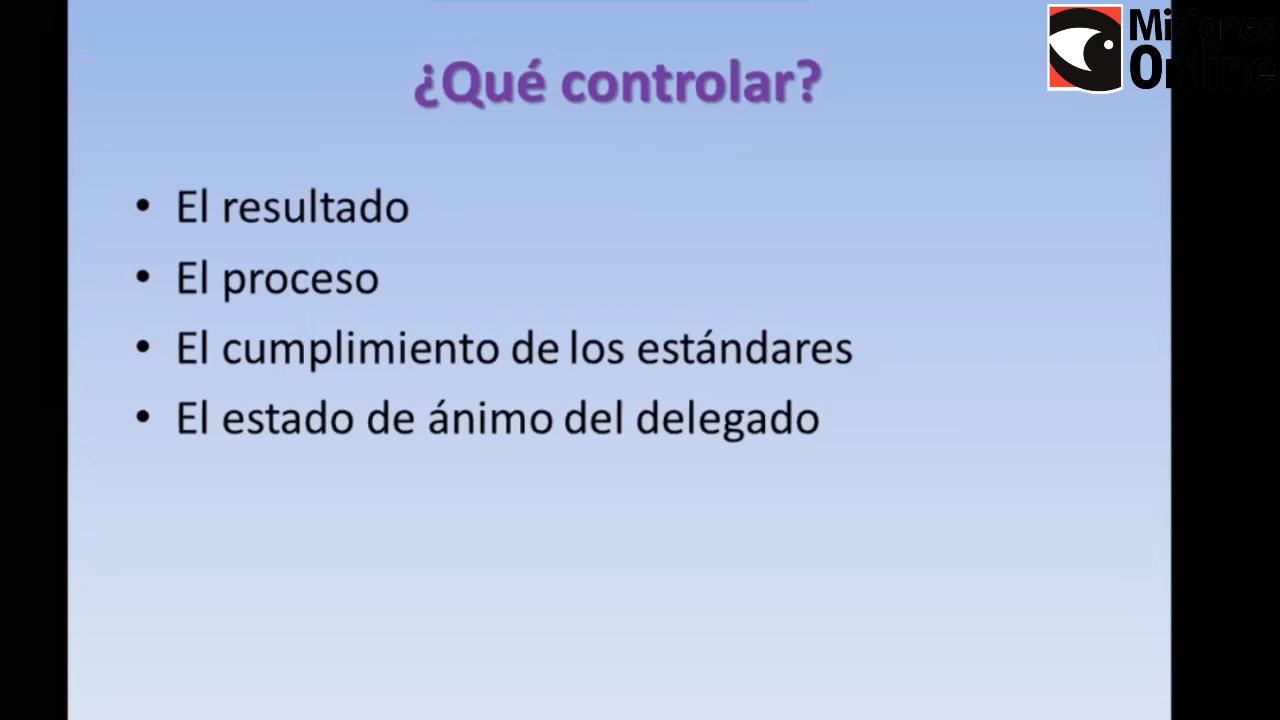 Misiones
Online
¿Qué controlar?
• El resultado
• El proceso
• El cumplimiento de los estándares
• El estado de ánimo del delegado